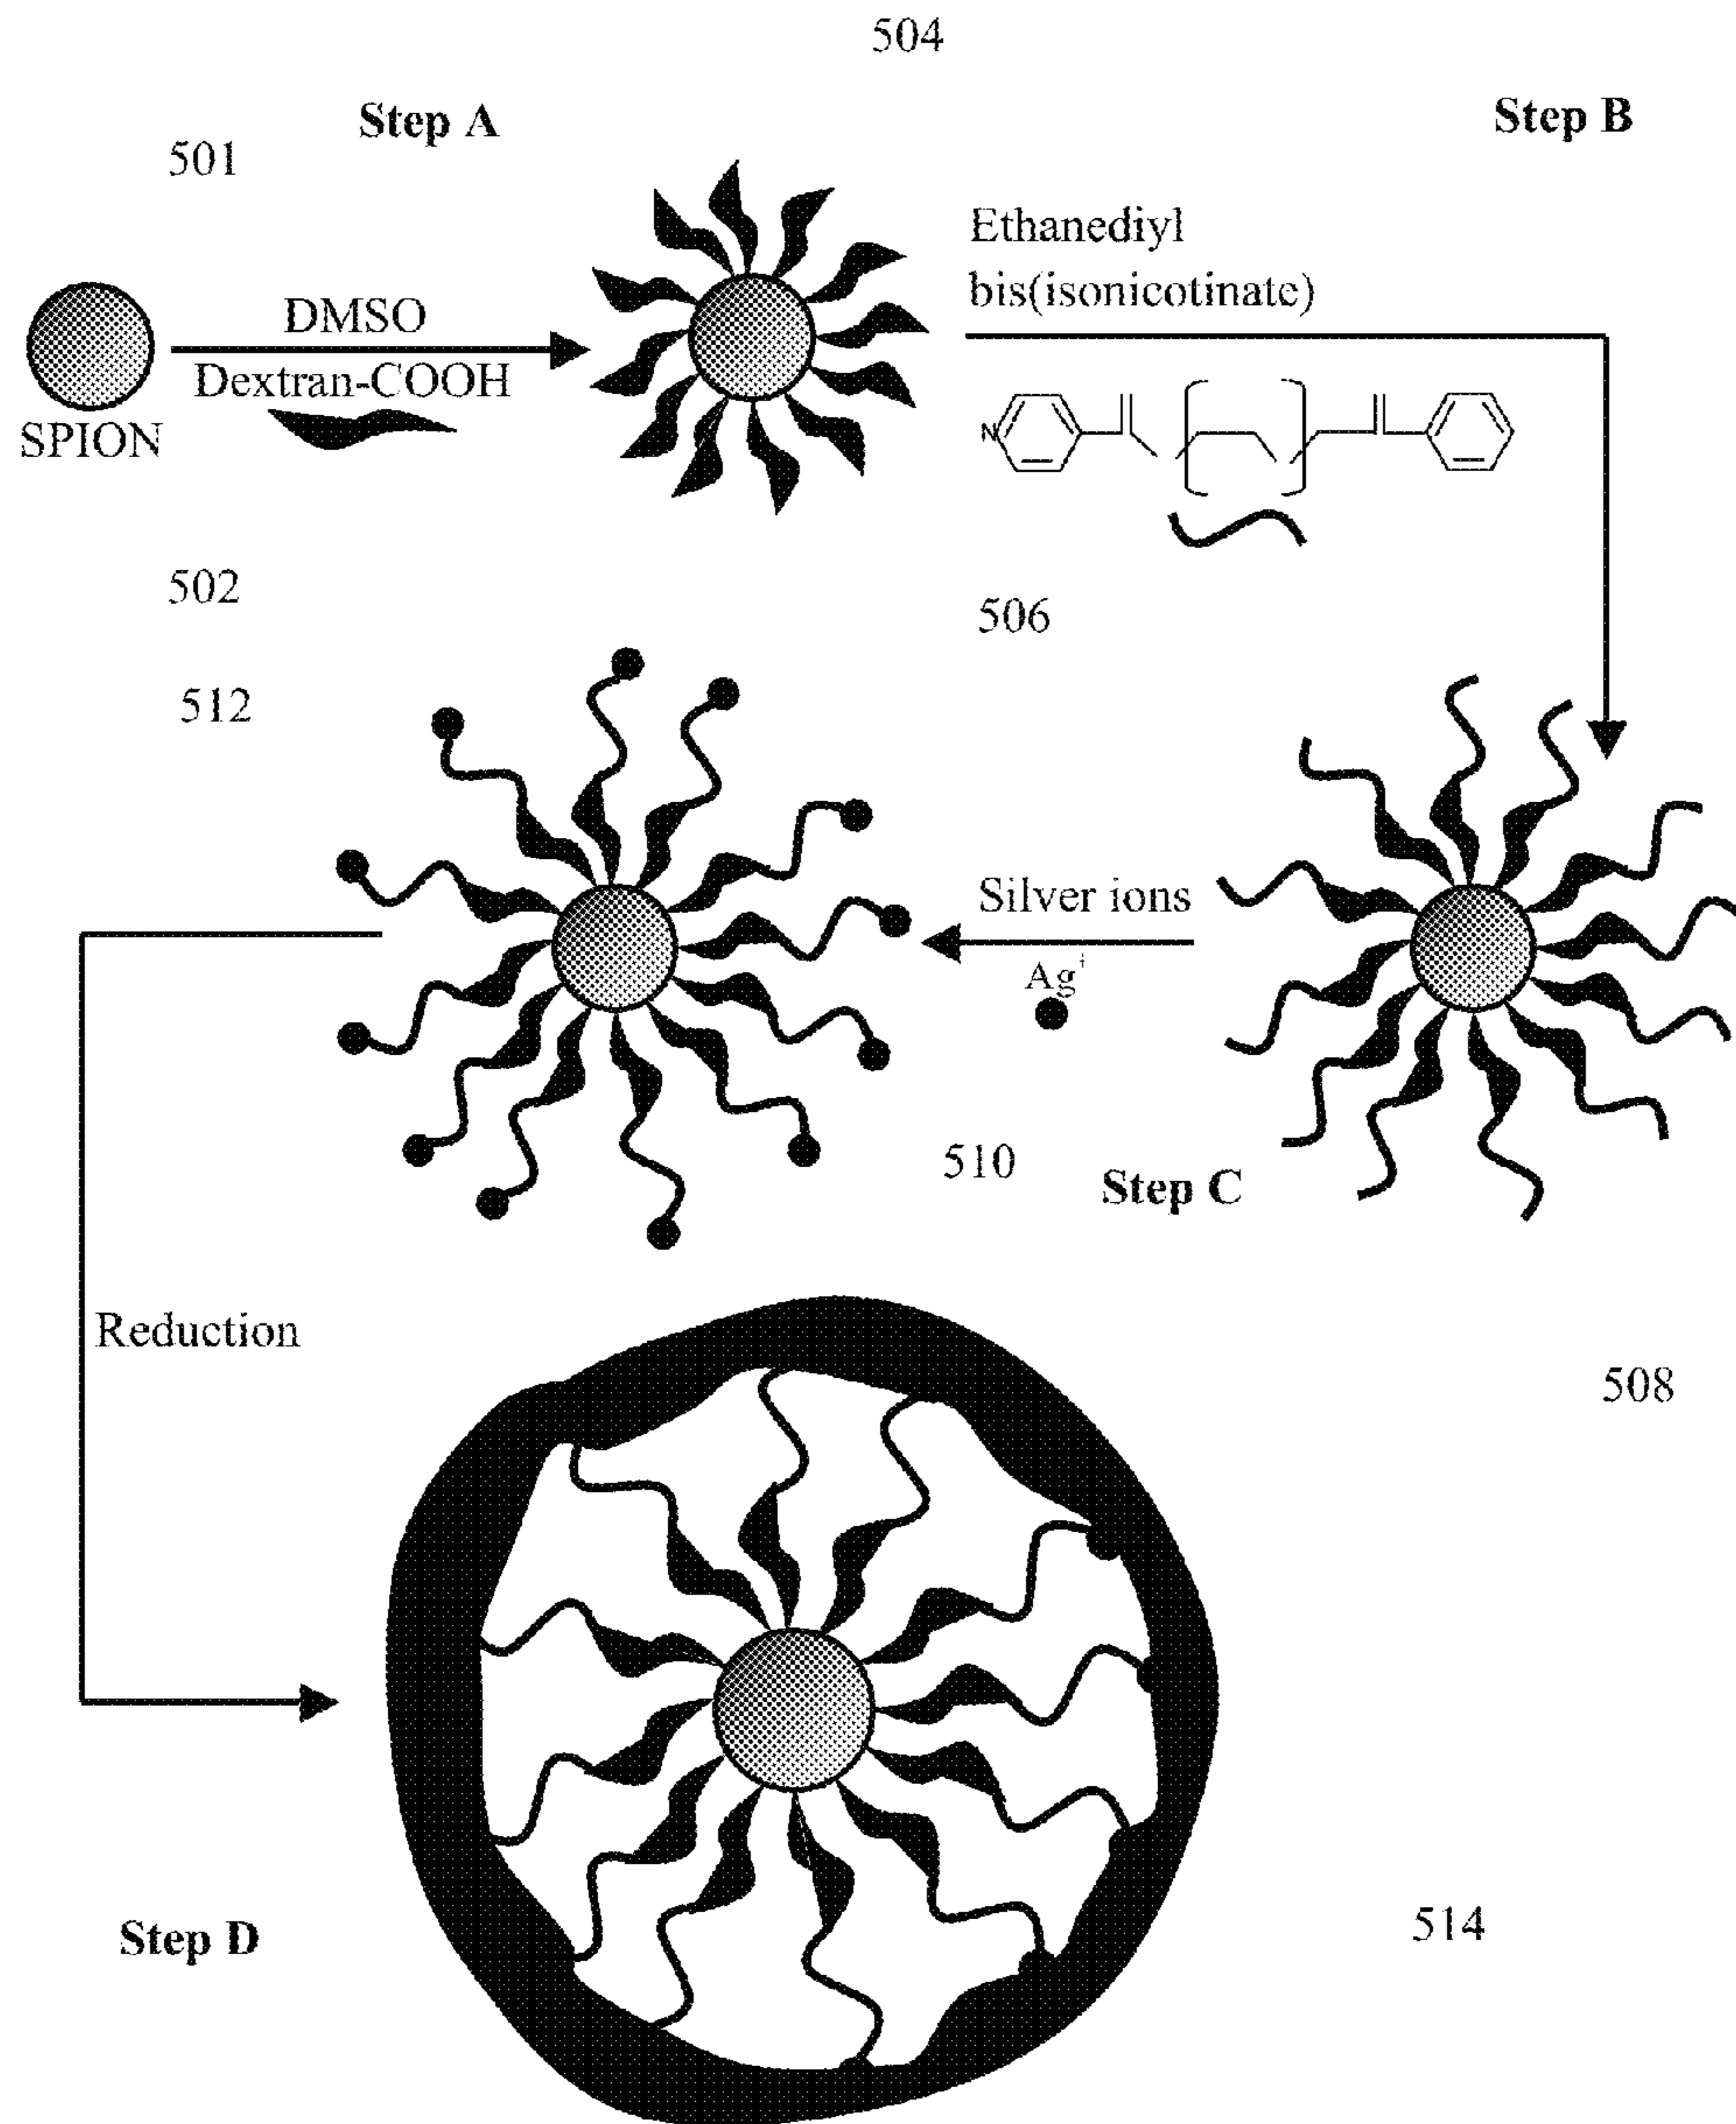 504
Step A
Step B
501
Ethanediyl
bis(isonicotinate)
DMSO
Dextran-COOH
SPION
N
502
506
512
Silver ions
Ag⁺
510
Step C
Reduction
508
514
Step D